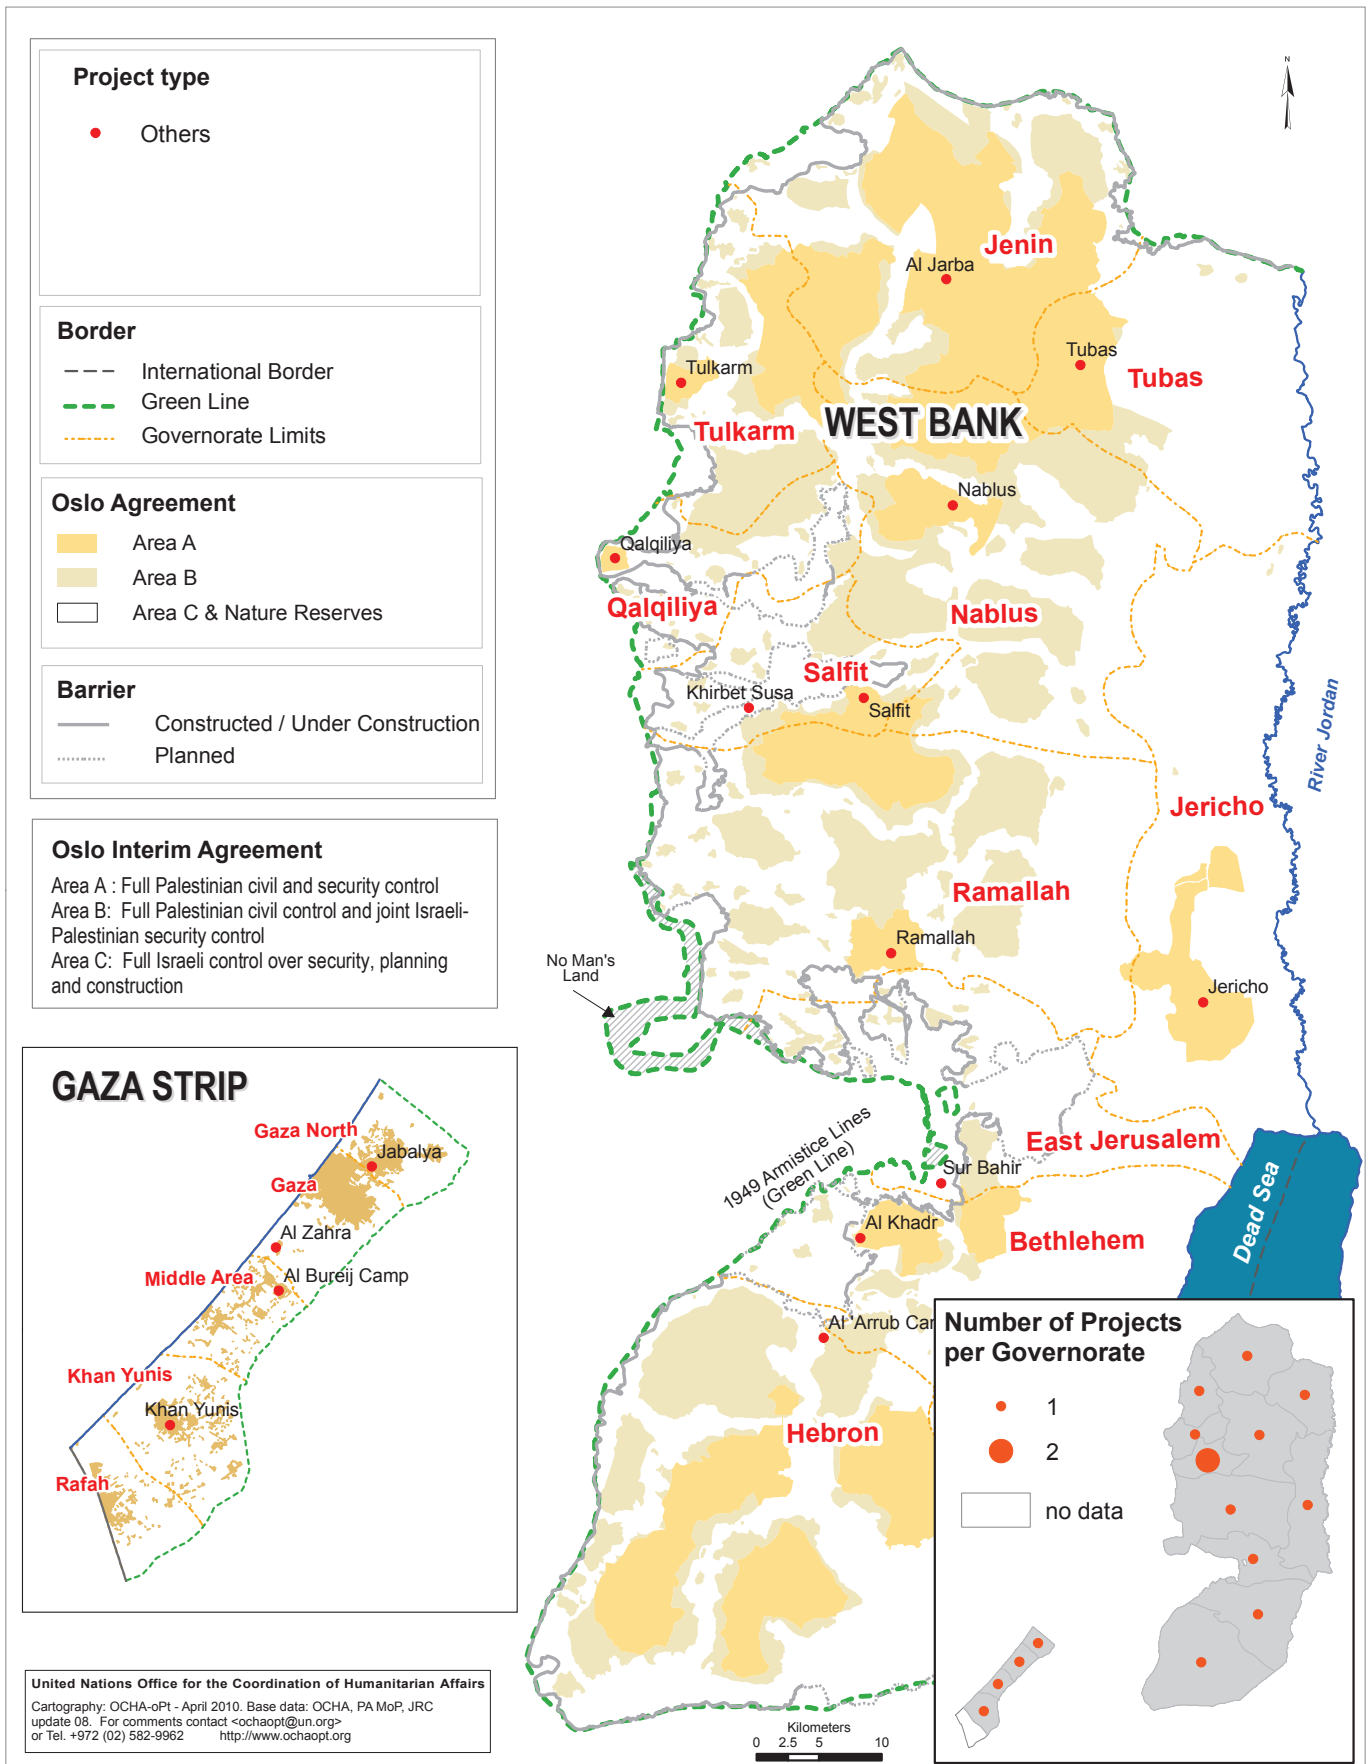 Project type
Others
Border
International Border
Green Line
Governorate Limits
Oslo Agreement
Area A
Area B
Area C & Nature Reserves
Barrier
Constructed / Under Construction
Planned
Oslo Interim Agreement
Area A : Full Palestinian civil and security control
Area B: Full Palestinian civil control and joint Israeli-
Palestinian security control
Area C: Full Israeli control over security, planning
and construction
N
Jenin
Al Jarba
Tubas
Tubas
Tulkarm
Tulkarm
WEST BANK
Nablus
Qalqiliya
Qalqiliya
Nablus
Salfit
Khirbet Susa
Salfit
River Jordan
Jericho
Ramallah
Ramallah
No Man's
Land
Jericho
1949 Armistice Lines
(Green Line)
East Jerusalem
Sur Bahir
Dead Sea
Al Khadr
Bethlehem
Al 'Arrub Car
Hebron
GAZA STRIP
Gaza North
Jabalya
Gaza
Al Zahra
Middle Area
Al Bureij Camp
Khan Yunis
Khan Yunis
Rafah
Number of Projects
per Governorate
1
2
no data
United Nations Office for the Coordination of Humanitarian Affairs
Cartography: OCHA-oPt - April 2010. Base data: OCHA, PA MoP, JRC
update 08. For comments contact <ochaopt@un.org>
or Tel. +972 (02) 582-9962 http://www.ochaopt.org
Kilometers
0 2.5 5 10